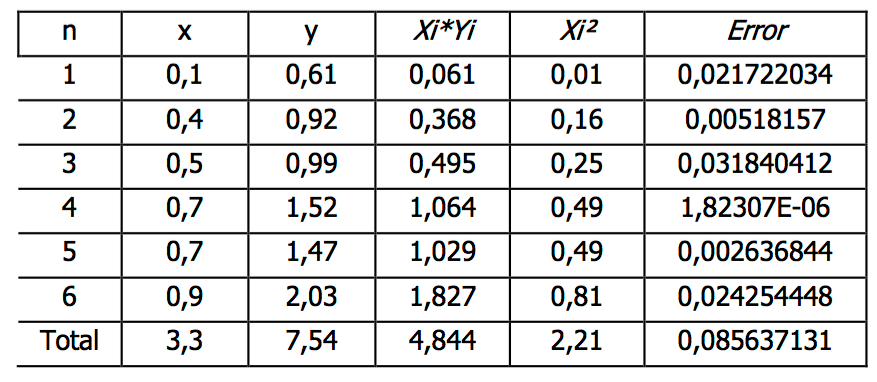 n x y Xi*Yi Xi² Error
1 0,1 0,61 0,061 0,01 0,021722034
2 0,4 0,92 0,368 0,16 0,00518157
3 0,5 0,99 0,495 0,25 0,031840412
4 0,7 1,52 1,064 0,49 1,82307E-06
5 0,7 1,47 1,029 0,49 0,002636844
6 0,9 2,03 1,827 0,81 0,024254448
Total 3,3 7,54 4,844 2,21 0,085637131